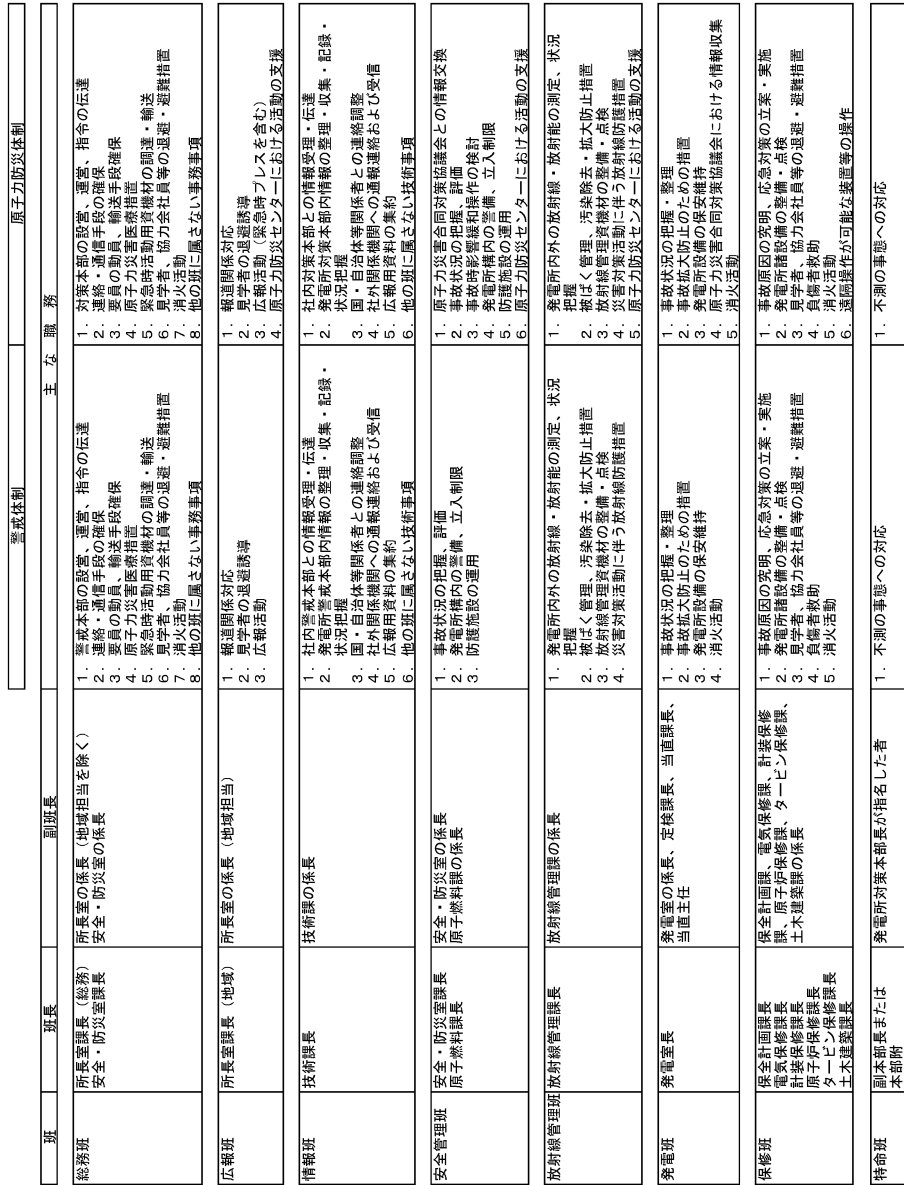 警戒体制
原子力防災体制
班
班長
副班長
主な職務
総務班
所長室課長（総務）
安全・防災室課長
所長室の係長（地域担当を除く）
安全・防災室の係長
1．警戒本部の設営、運営、指令の伝達
2．連絡・通信手段の確保
3．要員の動員、輸送手段確保
4．原子力災害医療措置
5．緊急時活動用資機材の調達・輸送
6．見学者、協力会社員等の退避・避難措置
7．消火活動
8．他の班に属さない事務事項
1．対策本部の設営、運営、指令の伝達
2．連絡・通信手段の確保
3．要員の動員、輸送手段確保
4．原子力災害医療措置
5．緊急時活動用資機材の調達・輸送
6．見学者、協力会社員等の退避・避難措置
7．消火活動
8．他の班に属さない事務事項
広報班
所長室課長（地域）
所長室の係長（地域担当）
1．報道関係対応
2．見学者の退避誘導
3．広報活動
1．報道関係対応
2．見学者の退避誘導
3．広報活動（緊急時プレスを含む）
4．原子力防災センターにおける活動の支援
情報班
技術課長
技術課の係長
1．社内警戒本部との情報受理・伝達
2．発電所警戒本部内情報の整理・収集・記録・
状況把握
3．国・自治体等関係者との連絡調整
4．社外関係機関への通報連絡および受信
5．広報用資料の集約
6．他の班に属さない技術事項
1．社内対策本部との情報受理・伝達
2．発電所対策本部内情報の整理・収集・記録・
状況把握
3．国・自治体等関係者との連絡調整
4．社外関係機関への通報連絡および受信
5．広報用資料の集約
6．他の班に属さない技術事項
安全管理班
安全・防災室課長
原子燃料課長
安全・防災室の係長
原子燃料課の係長
1．事故状況の把握、評価
2．発電所構内の警備、立入制限
3．防護施設の運用
1．原子力災害合同対策協議会との情報交換
2．事故状況の把握、評価
3．事故時影響緩和操作の検討
4．発電所構内の警備、立入制限
5．防護施設の運用
6．原子力防災センターにおける活動の支援
放射線管理班
放射線管理課長
放射線管理課の係長
1．発電所内外の放射線・放射能の測定、状況
把握
2．被ばく管理、汚染除去・拡大防止措置
3．放射線管理資機材の整備・点検
4．災害対策活動に伴う放射線防護措置
1．発電所内外の放射線・放射能の測定、状況
把握
2．被ばく管理、汚染除去・拡大防止措置
3．放射線管理資機材の整備・点検
4．災害対策活動に伴う放射線防護措置
5．原子力防災センターにおける活動の支援
発電班
発電室長
発電室の係長、定検課長、当直課長、
当直主任
1．事故状況の把握・整理
2．事故拡大防止のための措置
3．発電所設備の保安維持
4．消火活動
1．事故状況の把握・整理
2．事故拡大防止のための措置
3．発電所設備の保安維持
4．原子力災害合同対策協議会における情報収集
5．消火活動
保修班
保全計画課長
電気保修課長
計装保修課長
原子炉保修課長
タービン保修課長
土木建築課長
保全計画課、電気保修課、計装保修
課、原子炉保修課、タービン保修課、
土木建築課の係長
1．事故原因の究明、応急対策の立案・実施
2．発電所諸設備の整備・点検
3．見学者、協力会社員等の退避・避難措置
4．負傷者救助
5．消火活動
1．事故原因の究明、応急対策の立案・実施
2．発電所諸設備の整備・点検
3．見学者、協力会社員等の退避・避難措置
4．負傷者救助
5．消火活動
6．遠隔操作が可能な装置等の操作
特命班
副本部長または
本部附
発電所対策本部長が指名した者
1．不測の事態への対応
1．不測の事態への対応